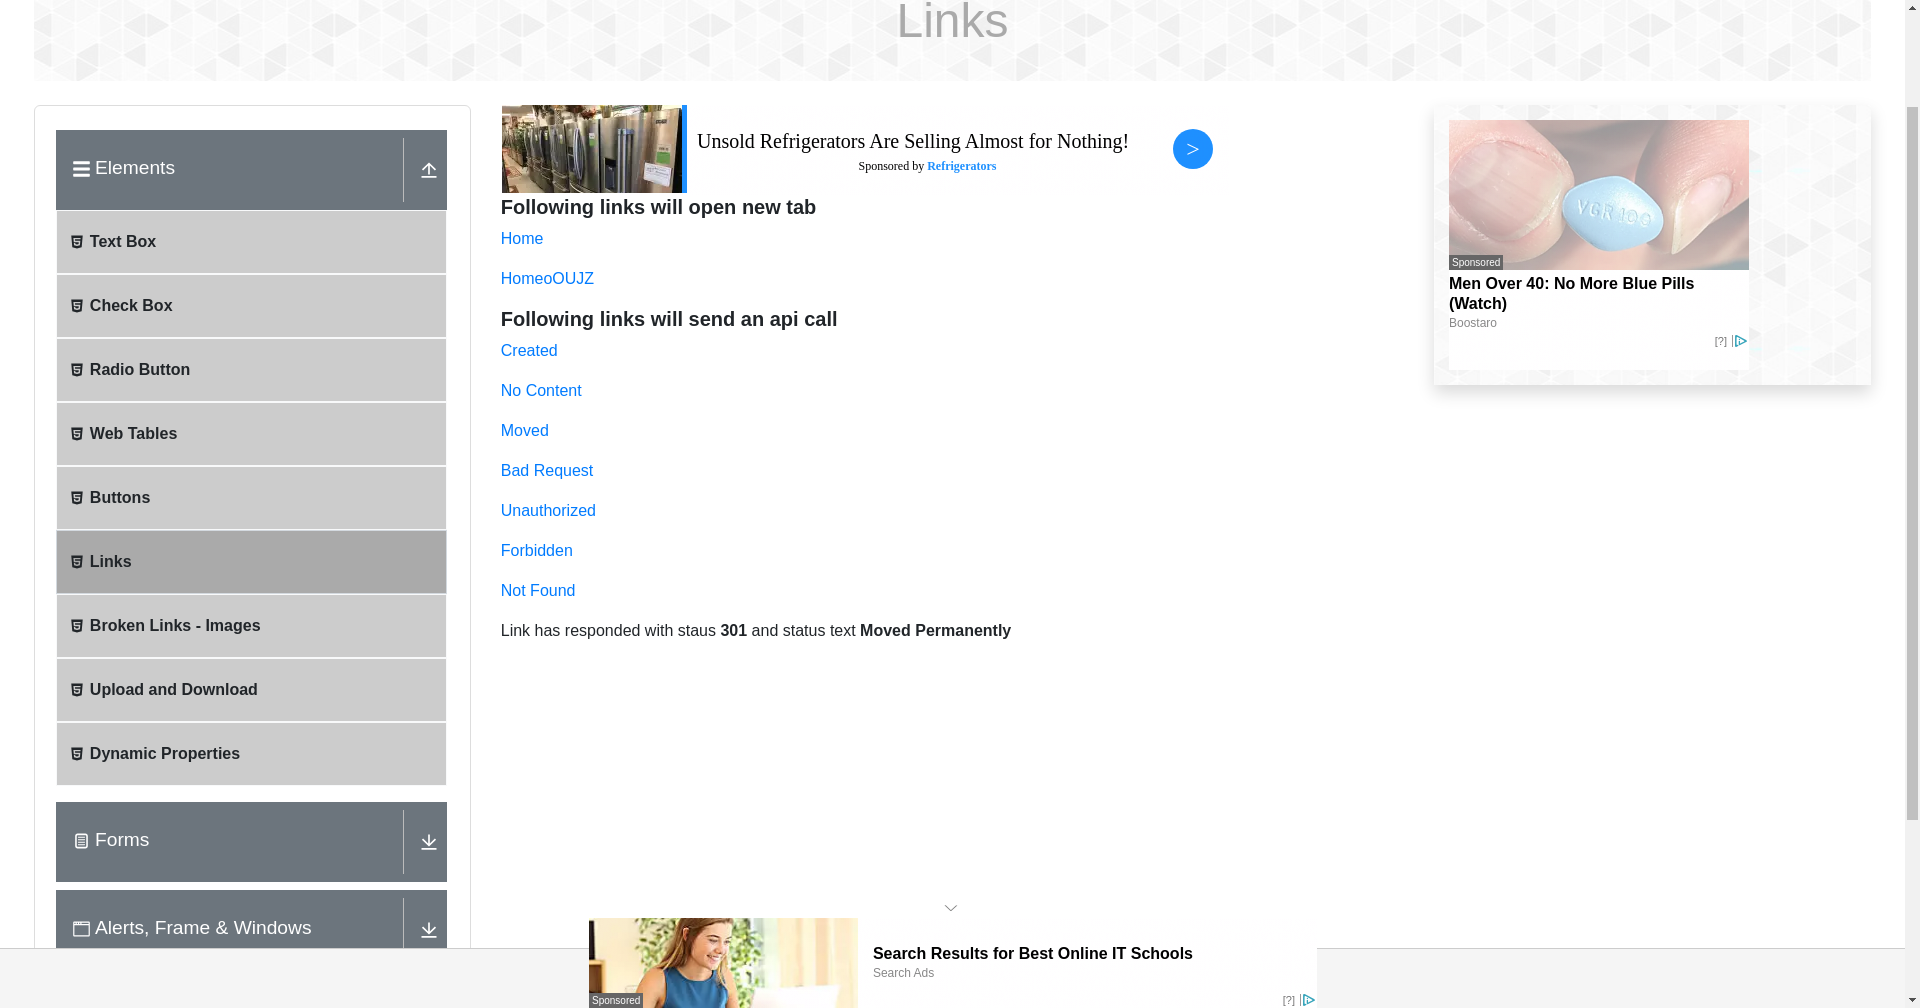 Links
Elements
Text Box
Check Box
Radio Button
Web Tables
Buttons
Links
Broken Links - Images
Upload and Download
Dynamic Properties
Forms
Alerts, Frame & Windows
Unsold Refrigerators Are Selling Almost for Nothing!
Sponsored by Refrigerators
>
Following links will open new tab
Home
HomeoOUJZ
Following links will send an api call
Created
No Content
Moved
Bad Request
Unauthorized
Forbidden
Not Found
Link has responded with staus 301 and status text Moved Permanently
VGR 100
Sponsored
Men Over 40: No More Blue Pills
(Watch)
Boostaro
[?]
Search Results for Best Online IT Schools
Search Ads
Sponsored
[?]